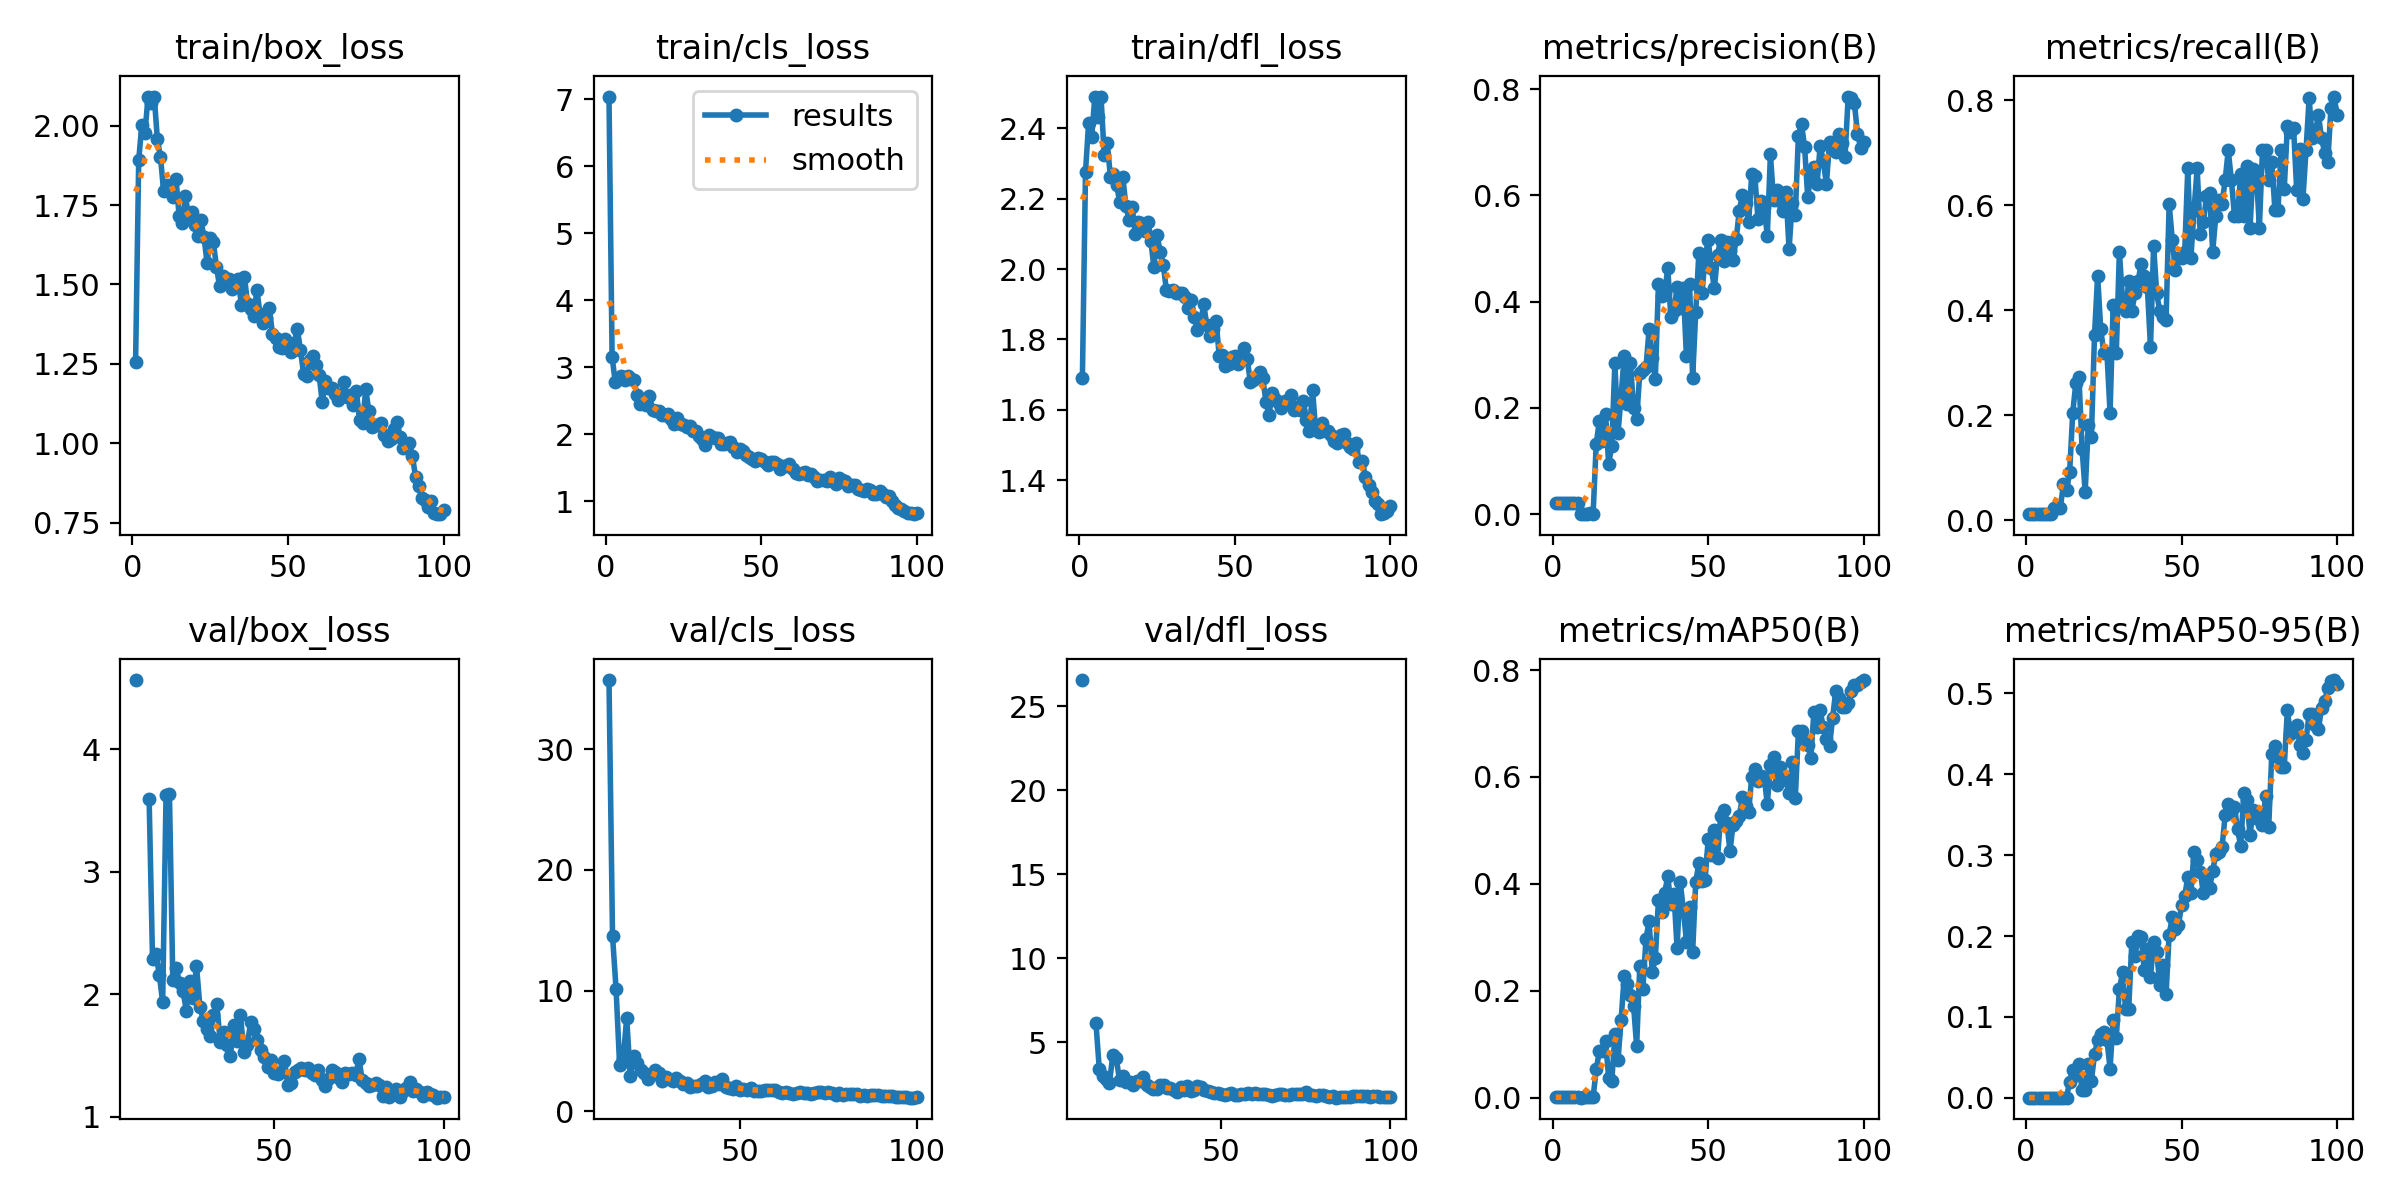 train/box_loss
2.00
1.75
1.50
1.25
1.00
0.75
0 50 100
train/cls_loss
results
smooth
7
6
5
4
3
2
1
0 50 100
train/dfl_loss
2.4
2.2
2.0
1.8
1.6
1.4
0 50 100
metrics/precision(B)
0.8
0.6
0.4
0.2
0.0
0 50 100
metrics/recall(B)
0.8
0.6
0.4
0.2
0.0
0 50 100
val/box_loss
4
3
2
1
50 100
val/cls_loss
30
20
10
0
50 100
val/dfl_loss
25
20
15
10
5
50 100
metrics/mAP50(B)
0.8
0.6
0.4
0.2
0.0
0 50 100
metrics/mAP50-95(B)
0.5
0.4
0.3
0.2
0.1
0.0
0 50 100